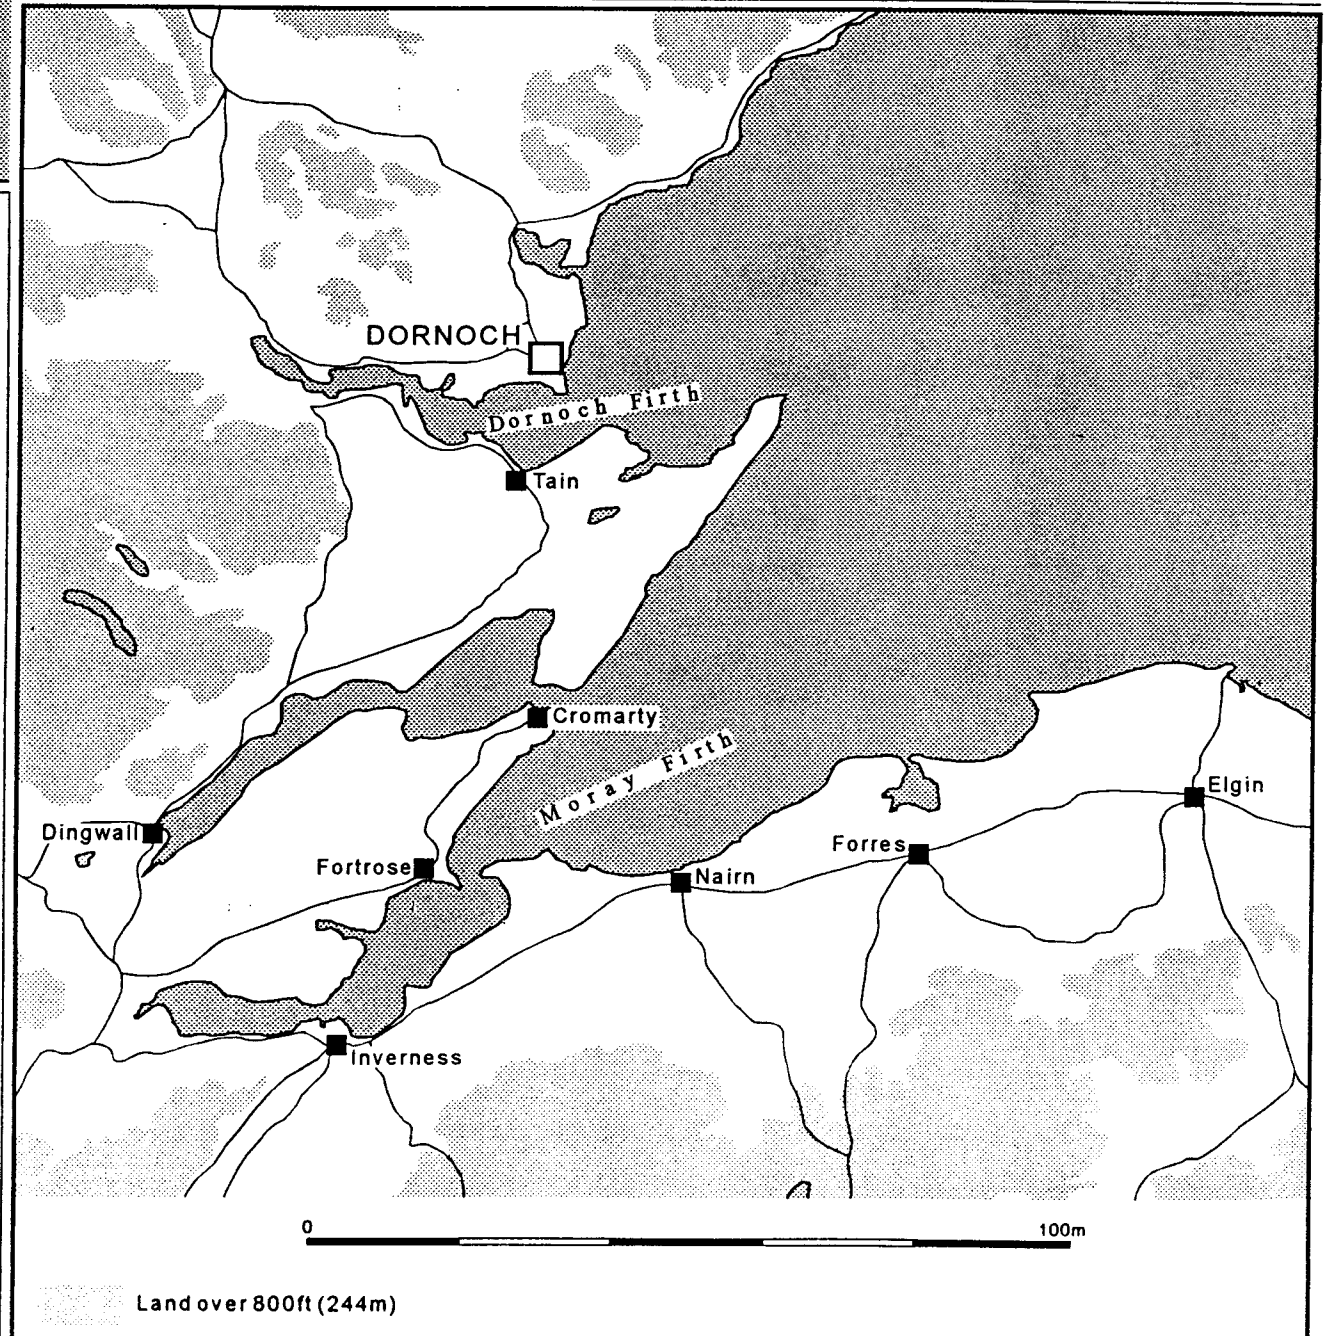 DORNOCH
Dornoch Firth
Tain
Cromarty
Moray Firth
Elgin
Dingwall
Forres
Fortrose
Nairn
Inverness
0 100m
Land over 800ft (244m)